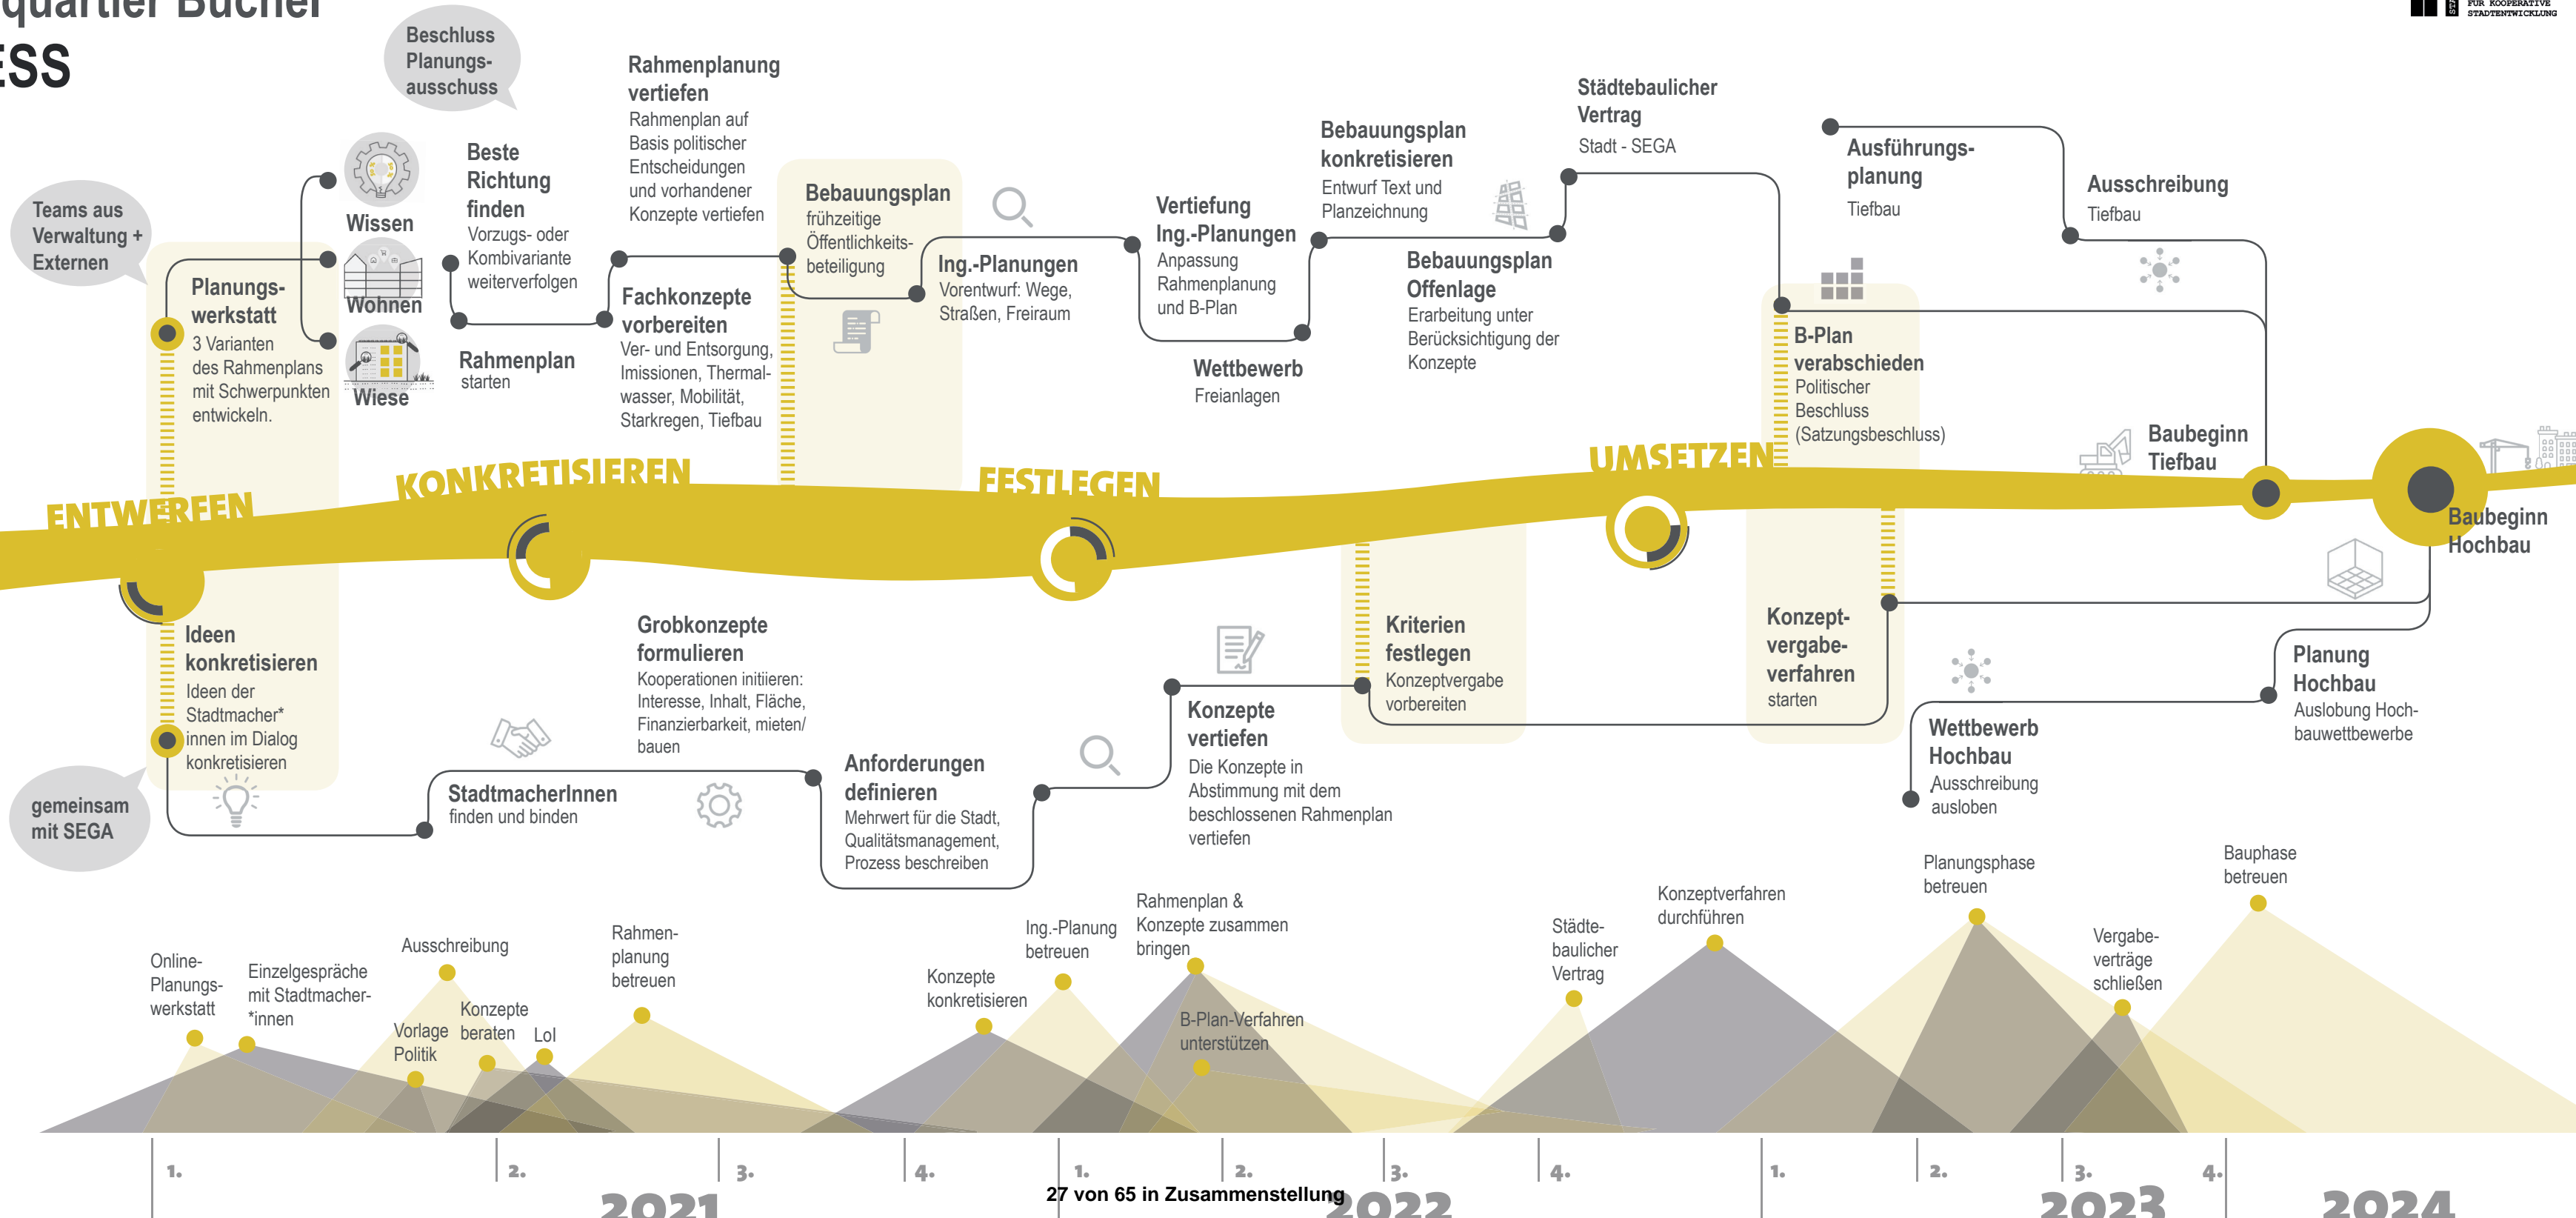 quartier Büchel
ESS
FÜR KOOPERATIVE
STADTENTWICKLUNG
Beschluss
Planungs-
ausschuss
Teams aus
Verwaltung +
Externen
Planungs-
werkstatt
3 Varianten
des Rahmenplans
mit Schwerpunkten
entwickeln.
Wissen
Wohnen
Wiese
Beste
Richtung
finden
Vorzugs- oder
Kombivariante
weiterverfolgen
Rahmenplan
starten
Rahmenplanung
vertiefen
Rahmenplan auf
Basis politischer
Entscheidungen
und vorhandener
Konzepte vertiefen
Fachkonzepte
vorbereiten
Ver- und Entsorgung,
Imissionen, Thermal-
wasser, Mobilität,
Starkregen, Tiefbau
Bebauungsplan
frühzeitige
Öffentlichkeits-
beteiligung
Ing.-Planungen
Vorentwurf: Wege,
Straßen, Freiraum
Vertiefung
Ing.-Planungen
Anpassung
Rahmenplanung
und B-Plan
Wettbewerb
Freianlagen
Bebauungsplan
konkretisieren
Entwurf Text und
Planzeichnung
Bebauungsplan
Offenlage
Erarbeitung unter
Berücksichtigung der
Konzepte
Städtebaulicher
Vertrag
Stadt - SEGA
B-Plan
verabschieden
Politischer
Beschluss
(Satzungsbeschluss)
Ausführungs-
planung
Tiefbau
Ausschreibung
Tiefbau
Baubeginn
Tiefbau
ENTWERFEN
KONKRETISIEREN
FESTLEGEN
UMSETZEN
Baubeginn
Hochbau
Ideen
konkretisieren
Ideen der
Stadtmacher*
innen im Dialog
konkretisieren
gemeinsam
mit SEGA
StadtmacherInnen
finden und binden
Grobkonzepte
formulieren
Kooperationen initiieren:
Interesse, Inhalt, Fläche,
Finanzierbarkeit, mieten/
bauen
Anforderungen
definieren
Mehrwert für die Stadt,
Qualitätsmanagement,
Prozess beschreiben
Konzepte
vertiefen
Die Konzepte in
Abstimmung mit dem
beschlossenen Rahmenplan
vertiefen
Kriterien
festlegen
Konzeptvergabe
vorbereiten
Konzept-
vergabe-
verfahren
starten
Wettbewerb
Hochbau
Ausschreibung
ausloben
Planung
Hochbau
Auslobung Hoch-
bauwettbewerbe
Online-
Planungs-
werkstatt
Einzelgespräche
mit Stadtmacher-
*innen
Ausschreibung
Vorlage
Politik
Konzepte
beraten
LoI
Rahmen-
planung
betreuen
Konzepte
konkretisieren
Ing.-Planung
betreuen
Rahmenplan &
Konzepte zusammen
bringen
B-Plan-Verfahren
unterstützen
Städte-
baulicher
Vertrag
Konzeptverfahren
durchführen
Planungsphase
betreuen
Vergabe-
verträge
schließen
Bauphase
betreuen
1. 2. 3. 4. 1. 2. 3. 4. 1. 2. 3. 4.
27 von 65 in Zusammenstellung
2021 2022 2023 2024